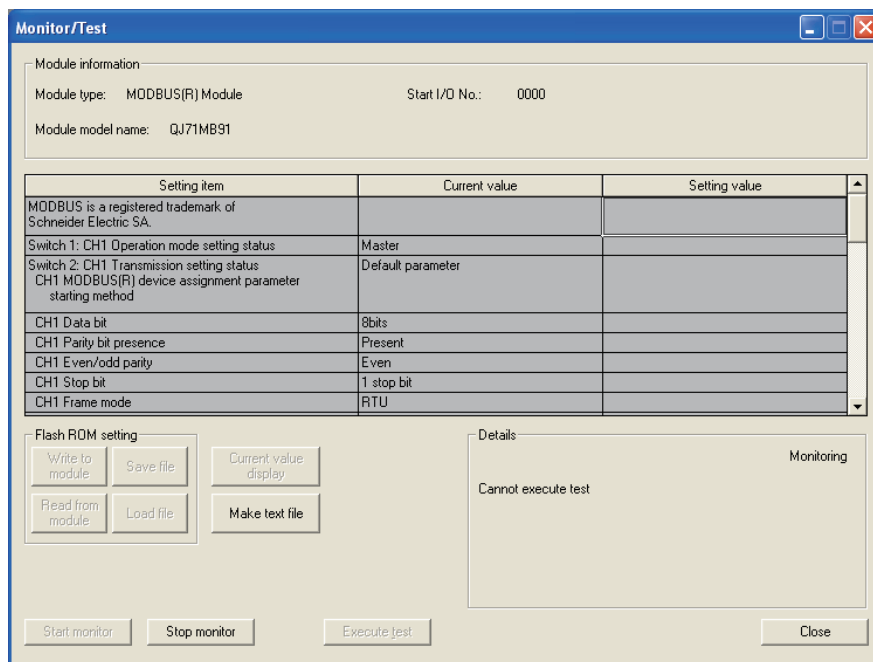 Monitor/Test
Module information
Module type: MODBUS(R) Module Start I/O No.: 0000
Module model name: QJ71MB91
Setting item Current value Setting value
MODBUS is a registered trademark of
Schneider Electric SA.
Switch 1: CH1 Operation mode setting status Master
Switch 2: CH1 Transmission setting status Default parameter
CH1 MODBUS(R) device assignment parameter
starting method
CH1 Data bit 8bits
CH1 Parity bit presence Present
CH1 Even/odd parity Even
CH1 Stop bit 1 stop bit
CH1 Frame mode RTU
Flash ROM setting
Write to
module
Save file
Current value
display
Read from
module
Load file
Make text file
Details
Monitoring
Cannot execute test
Start monitor Stop monitor Execute test Close